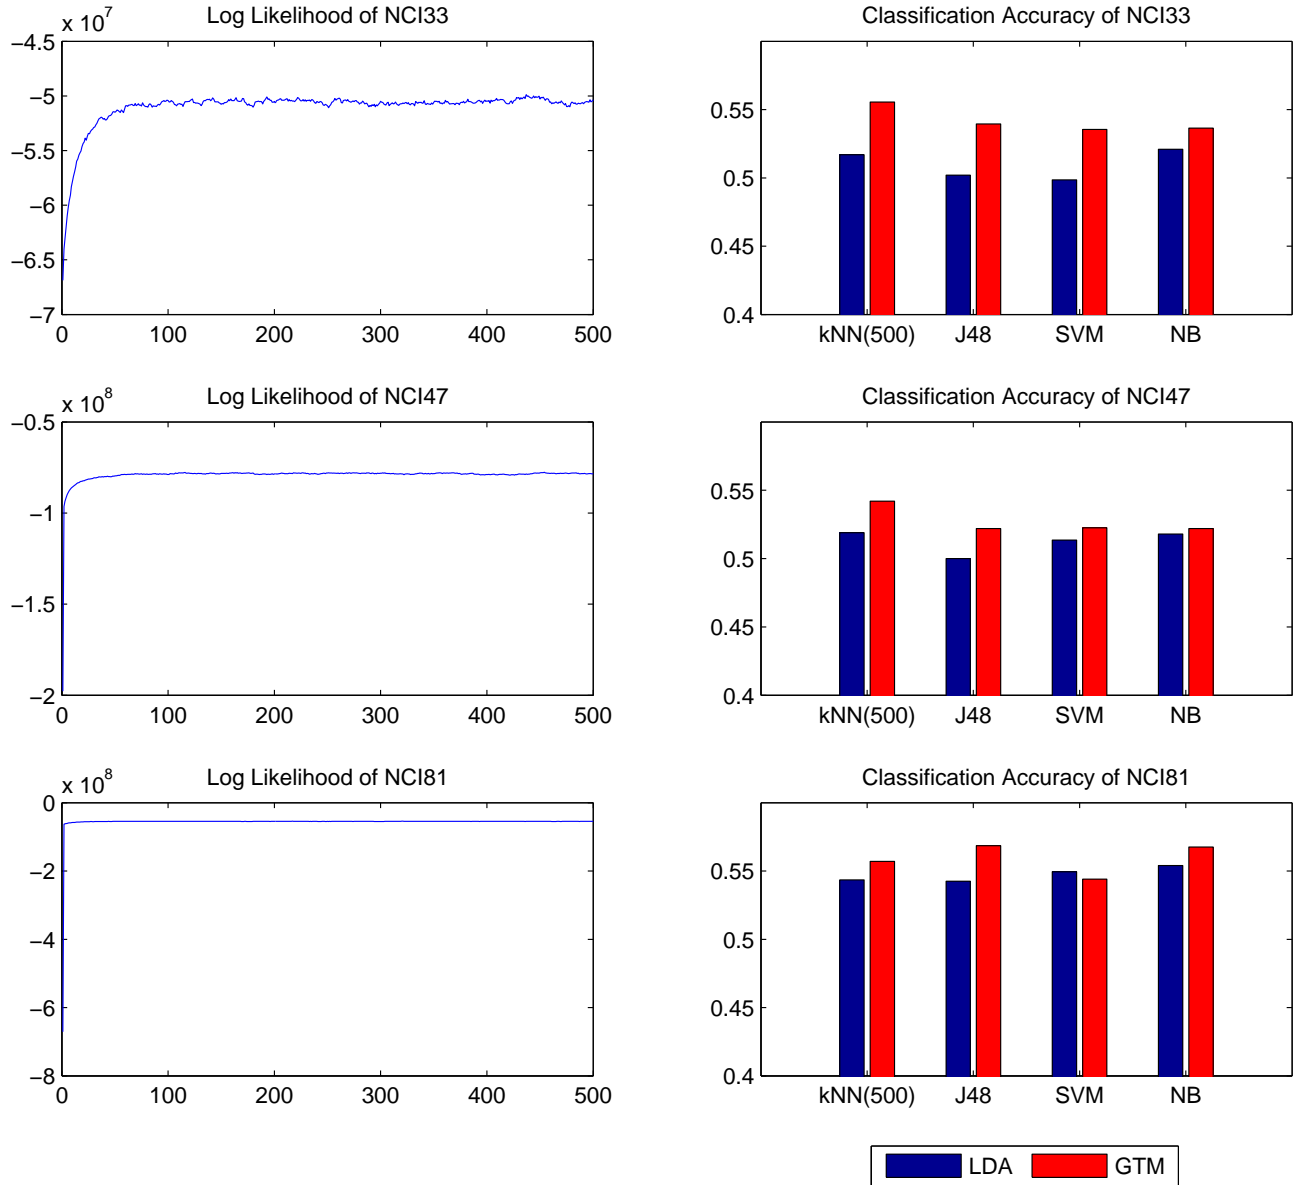 Log Likelihood of NCI33
x 10^7
−4.5
−5
−5.5
−6
−6.5
−7
0 100 200 300 400 500
Classification Accuracy of NCI33
0.55
0.5
0.45
0.4
kNN(500) J48 SVM NB
Log Likelihood of NCI47
x 10^8
−0.5
−1
−1.5
−2
0 100 200 300 400 500
Classification Accuracy of NCI47
0.55
0.5
0.45
0.4
kNN(500) J48 SVM NB
Log Likelihood of NCI81
x 10^8
0
−2
−4
−6
−8
0 100 200 300 400 500
Classification Accuracy of NCI81
0.55
0.5
0.45
0.4
kNN(500) J48 SVM NB
LDA GTM